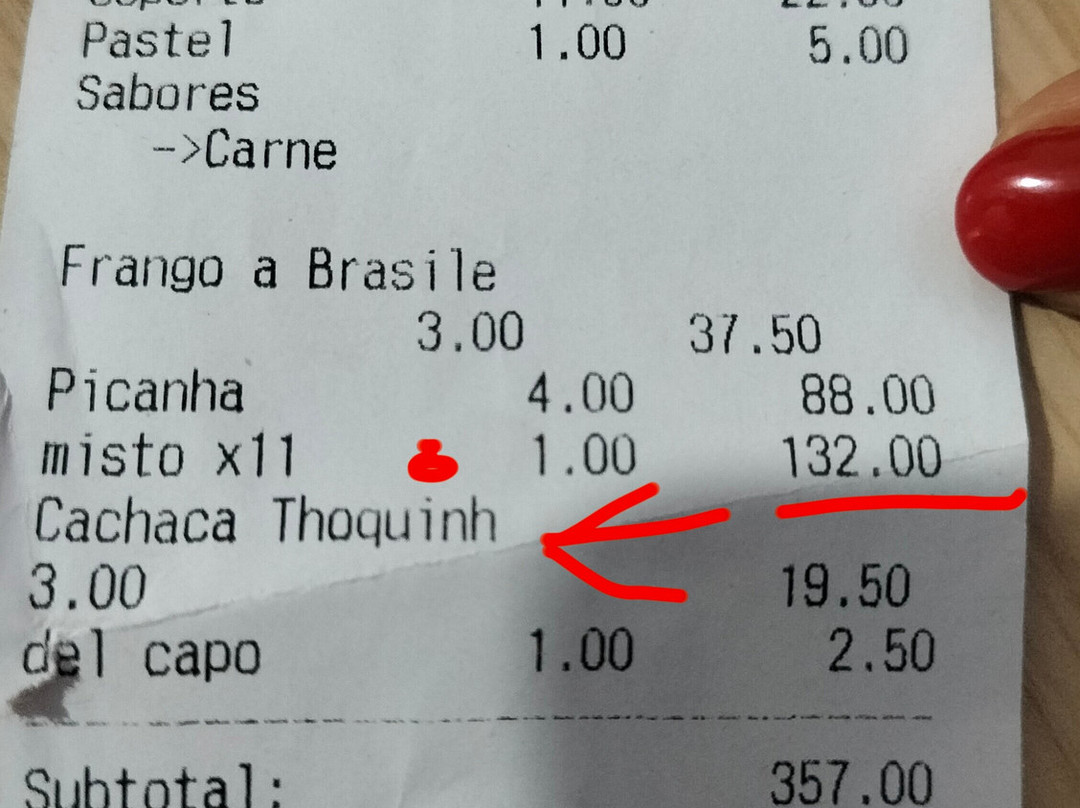 Pastel 1.00 5.00
Sabores
->Carne
Frango a Brasile
3.00 37.50
Picanha 4.00 88.00
misto x11 8 1.00 132.00
Cachaca Thoquinh
3.00 19.50
del capo 1.00 2.50
Subtotal: 357.00